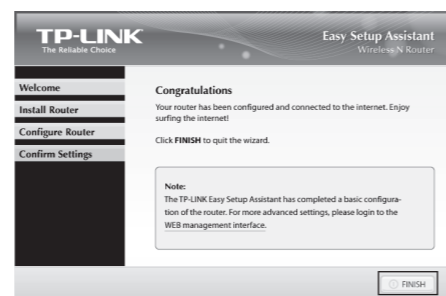 TP-LINK
The Reliable Choice
Easy Setup Assistant
Wireless N Router
Welcome
Install Router
Configure Router
Confirm Settings
Congratulations
Your router has been configured and connected to the internet. Enjoy
surfing the internet!
Click FINISH to quit the wizard.
Note:
The TP-LINK Easy Setup Assistant has completed a basic configura-
tion of the router. For more advanced settings, please login to the
WEB management interface.
FINISH